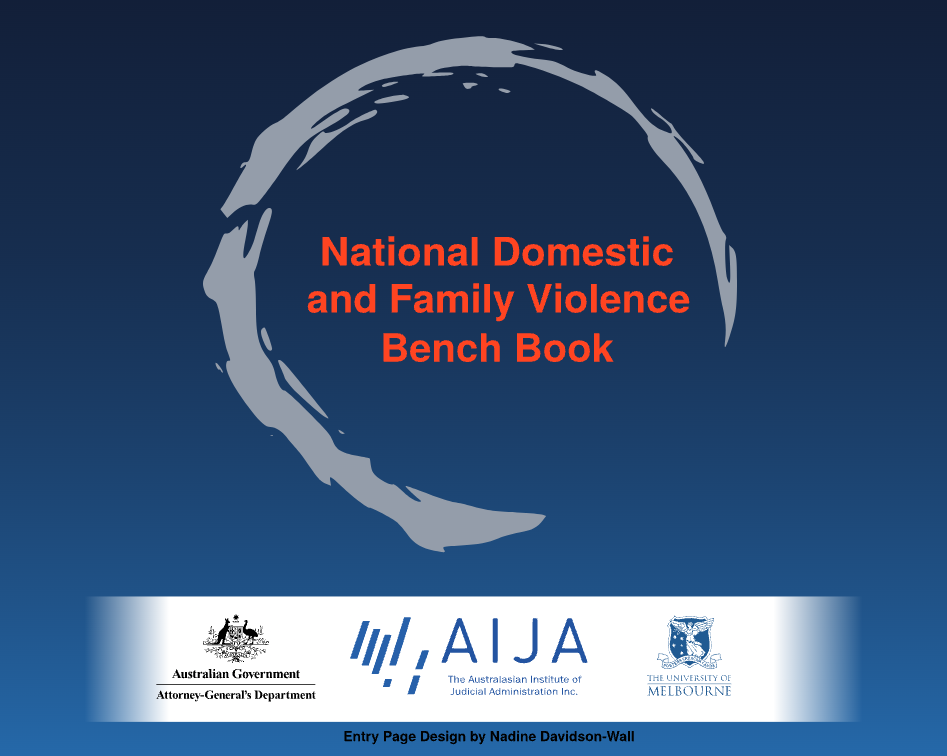 National Domestic
and Family Violence
Bench Book
Australian Government
Attorney-General's Department
AIJA
The Australasian Institute of
Judicial Administration Inc.
THE UNIVERSITY OF
MELBOURNE
Entry Page Design by Nadine Davidson-Wall